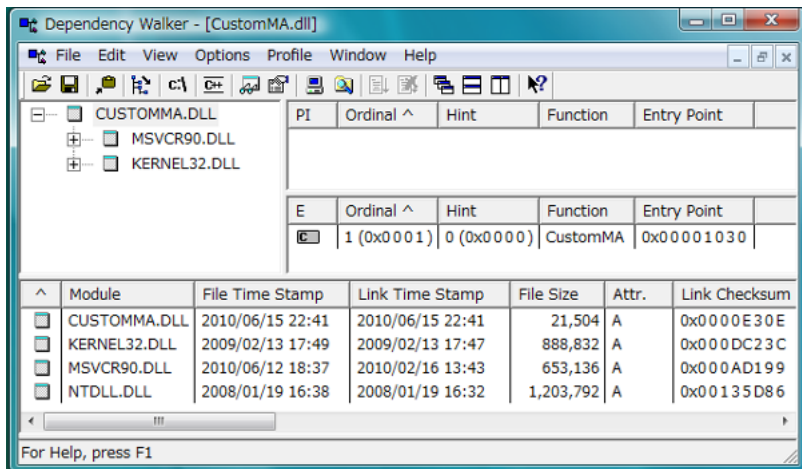 Dependency Walker - [CustomMA.dll]
File Edit View Options Profile Window Help
c:\ C++
CUSTOMMA.DLL
MSVCR90.DLL
KERNEL32.DLL
PI Ordinal ^ Hint Function Entry Point
E Ordinal ^ Hint Function Entry Point
C 1 (0x0001) 0 (0x0000) CustomMA 0x00001030
^ Module File Time Stamp Link Time Stamp File Size Attr. Link Checksum
CUSTOMMA.DLL 2010/06/15 22:41 2010/06/15 22:41 21,504 A 0x0000E30E
KERNEL32.DLL 2009/02/13 17:49 2009/02/13 17:47 888,832 A 0x000DC23C
MSVCR90.DLL 2010/06/12 18:37 2010/02/16 13:43 653,136 A 0x000AD199
NTDLL.DLL 2008/01/19 16:38 2008/01/19 16:32 1,203,792 A 0x00135D86
For Help, press F1